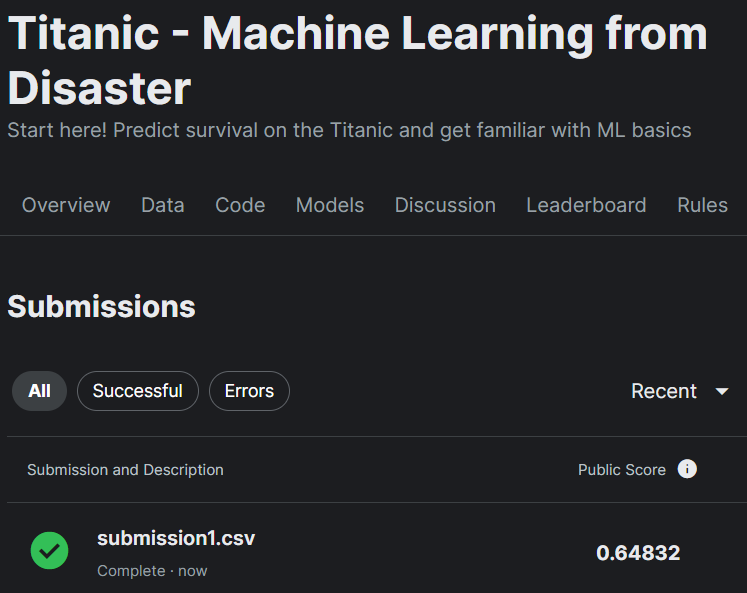 Titanic - Machine Learning from
Disaster
Start here! Predict survival on the Titanic and get familiar with ML basics
Overview Data Code Models Discussion Leaderboard Rules
Submissions
All Successful Errors Recent
Submission and Description Public Score
submission1.csv 0.64832
Complete · now